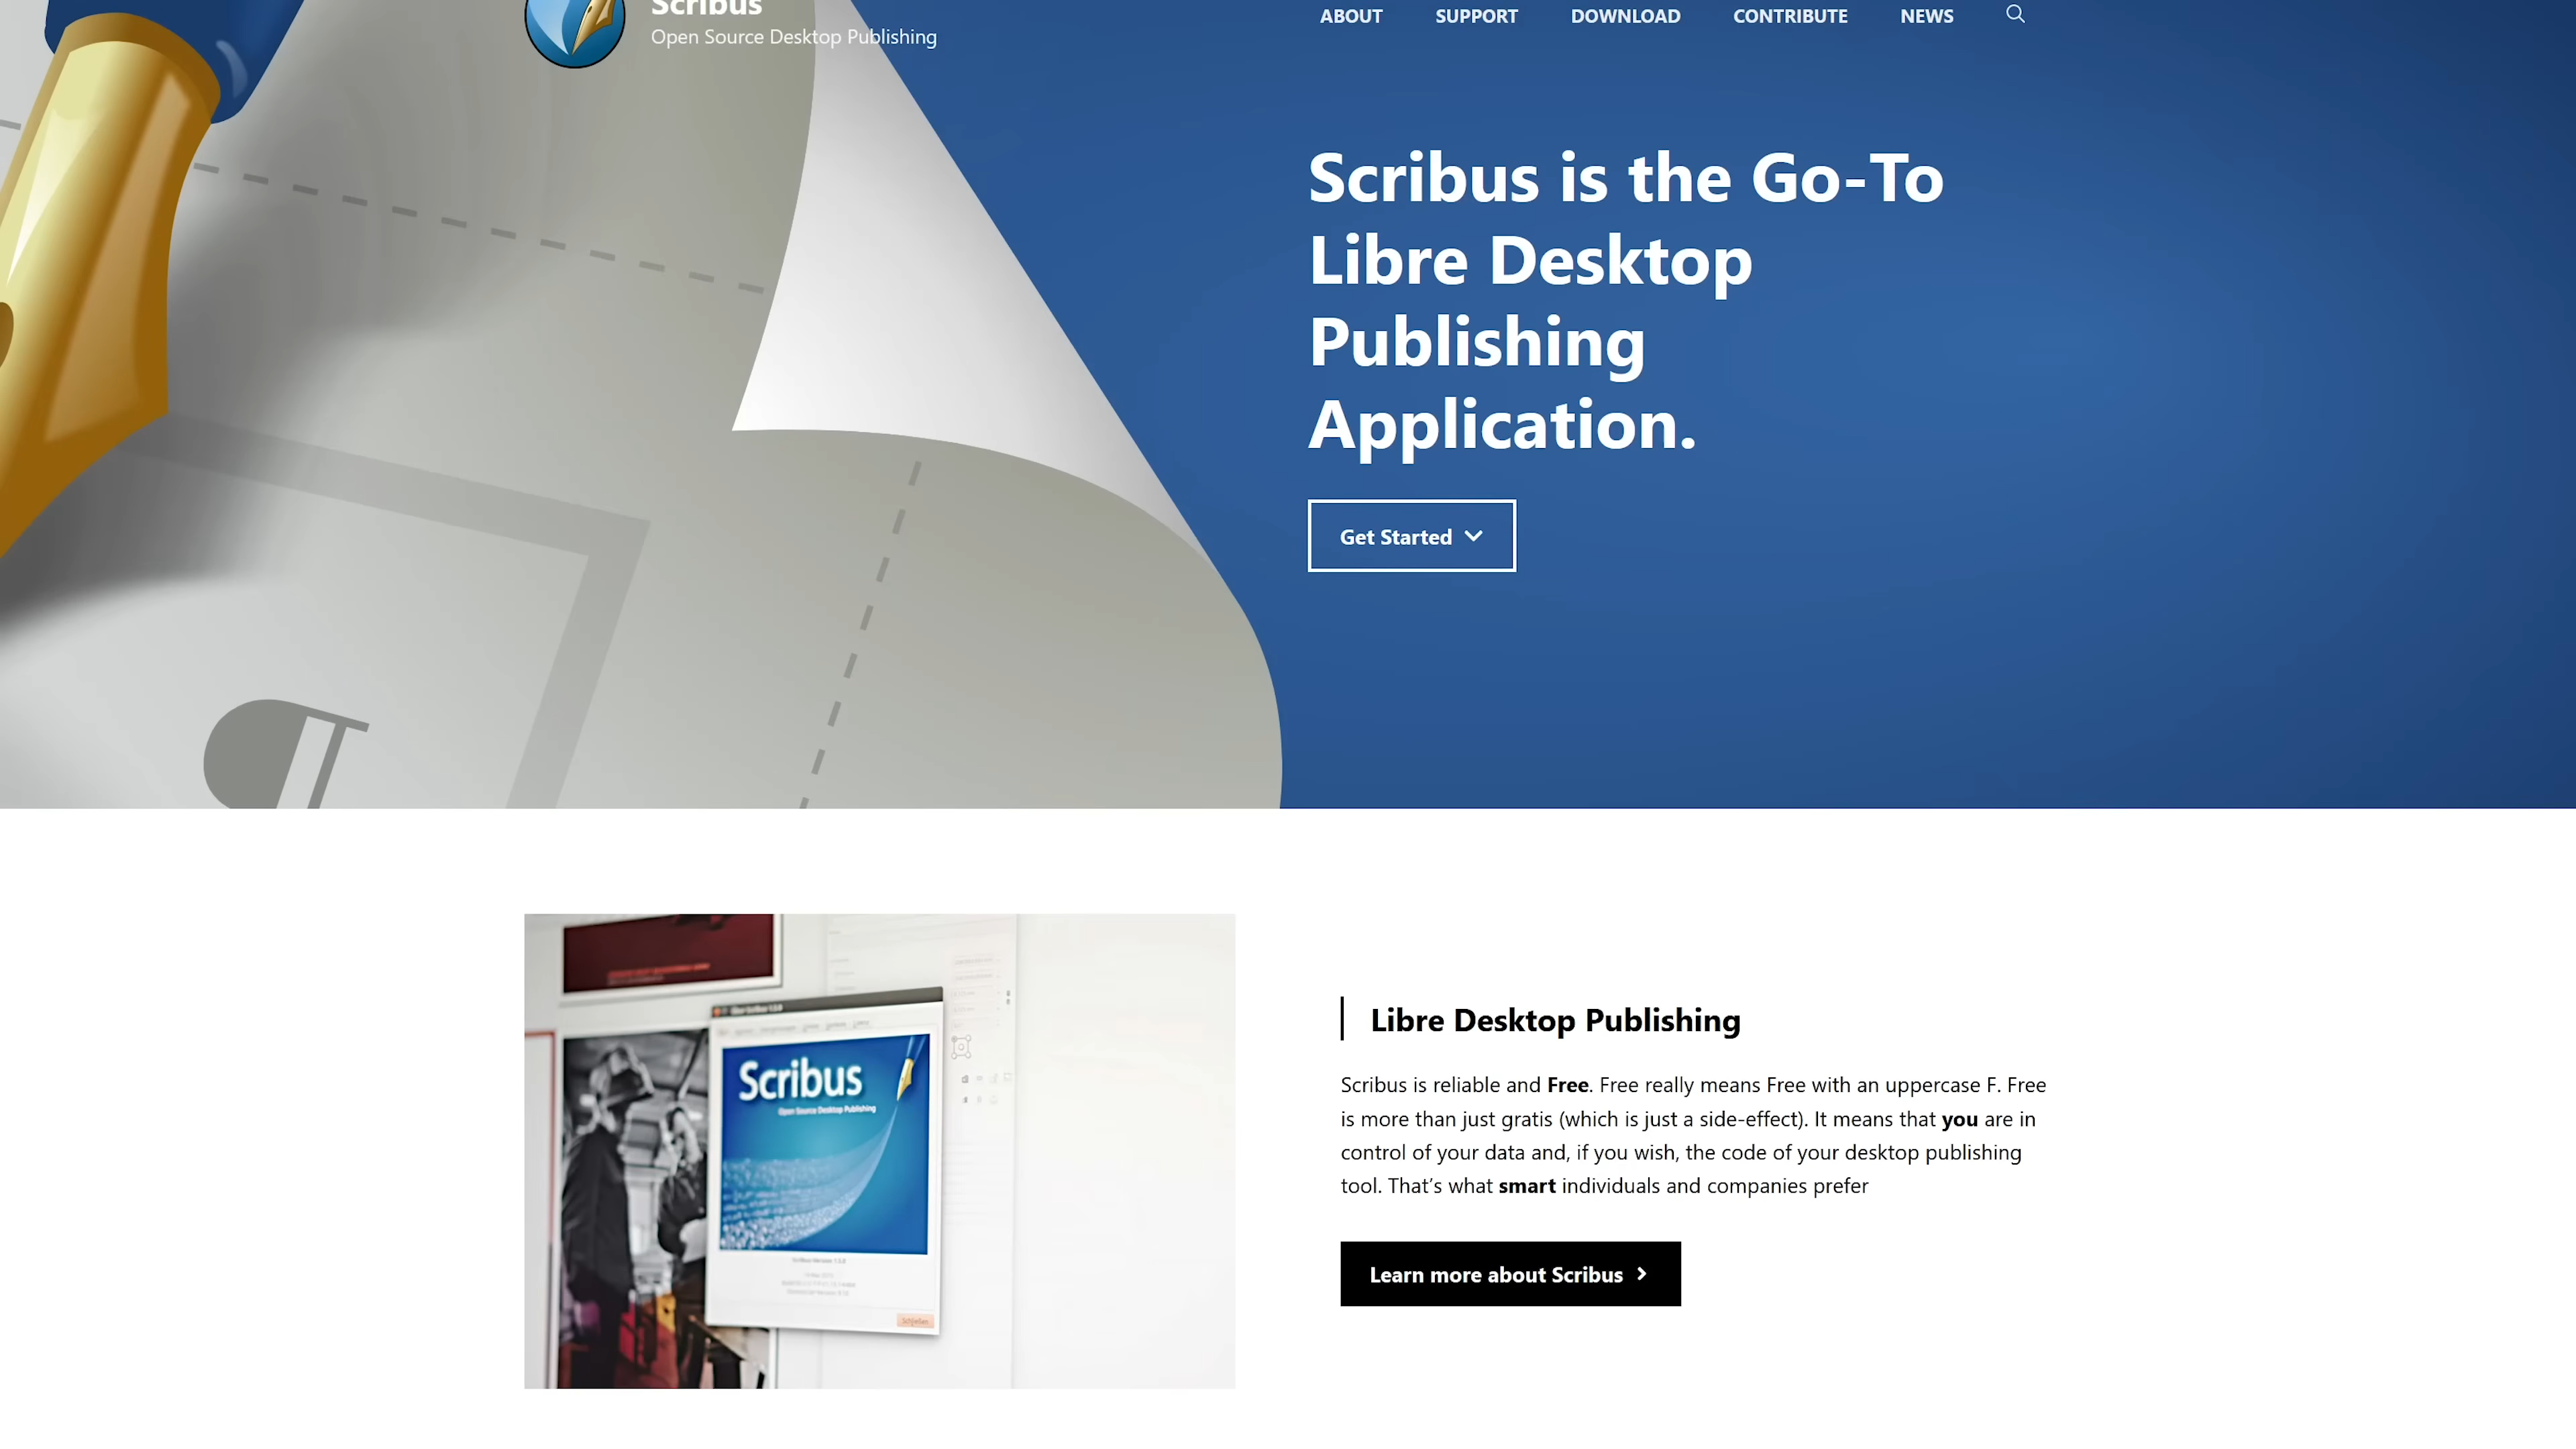 Scribus
Open Source Desktop Publishing
ABOUT SUPPORT DOWNLOAD CONTRIBUTE NEWS
Scribus is the Go-To
Libre Desktop
Publishing
Application.
Get Started
¶
Scribus
Open Source Desktop Publishing
Schließen
Libre Desktop Publishing
Scribus is reliable and Free. Free really means Free with an uppercase F. Free
is more than just gratis (which is just a side-effect). It means that you are in
control of your data and, if you wish, the code of your desktop publishing
tool. That’s what smart individuals and companies prefer
Learn more about Scribus